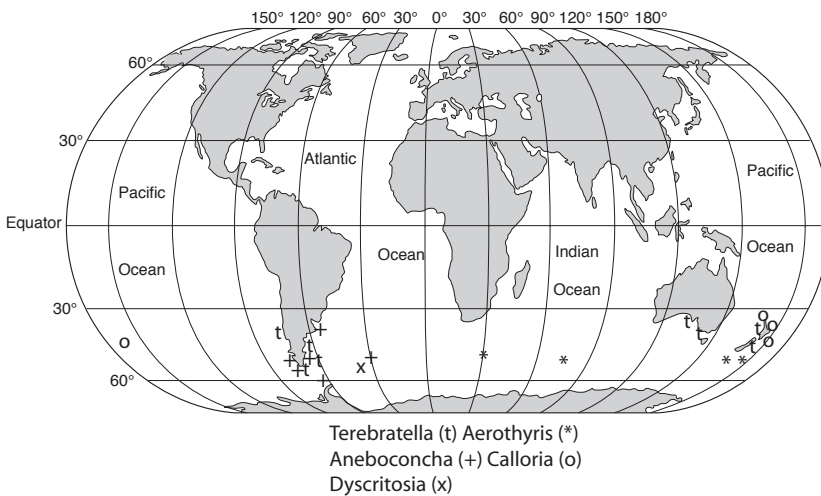 150° 120° 90° 60° 30° 0° 30° 60° 90° 120° 150° 180°
60°
30°
Atlantic
Pacific
Pacific
Equator
Ocean
Indian
Ocean
Ocean
Ocean
30°
o
t
+
t
t
o
t
o
t
o
t
+
+
t
+
x
+
t
+
*
*
*
*
60°
Terebratella (t) Aerothyris (*)
Aneboconcha (+) Calloria (o)
Dyscritosia (x)